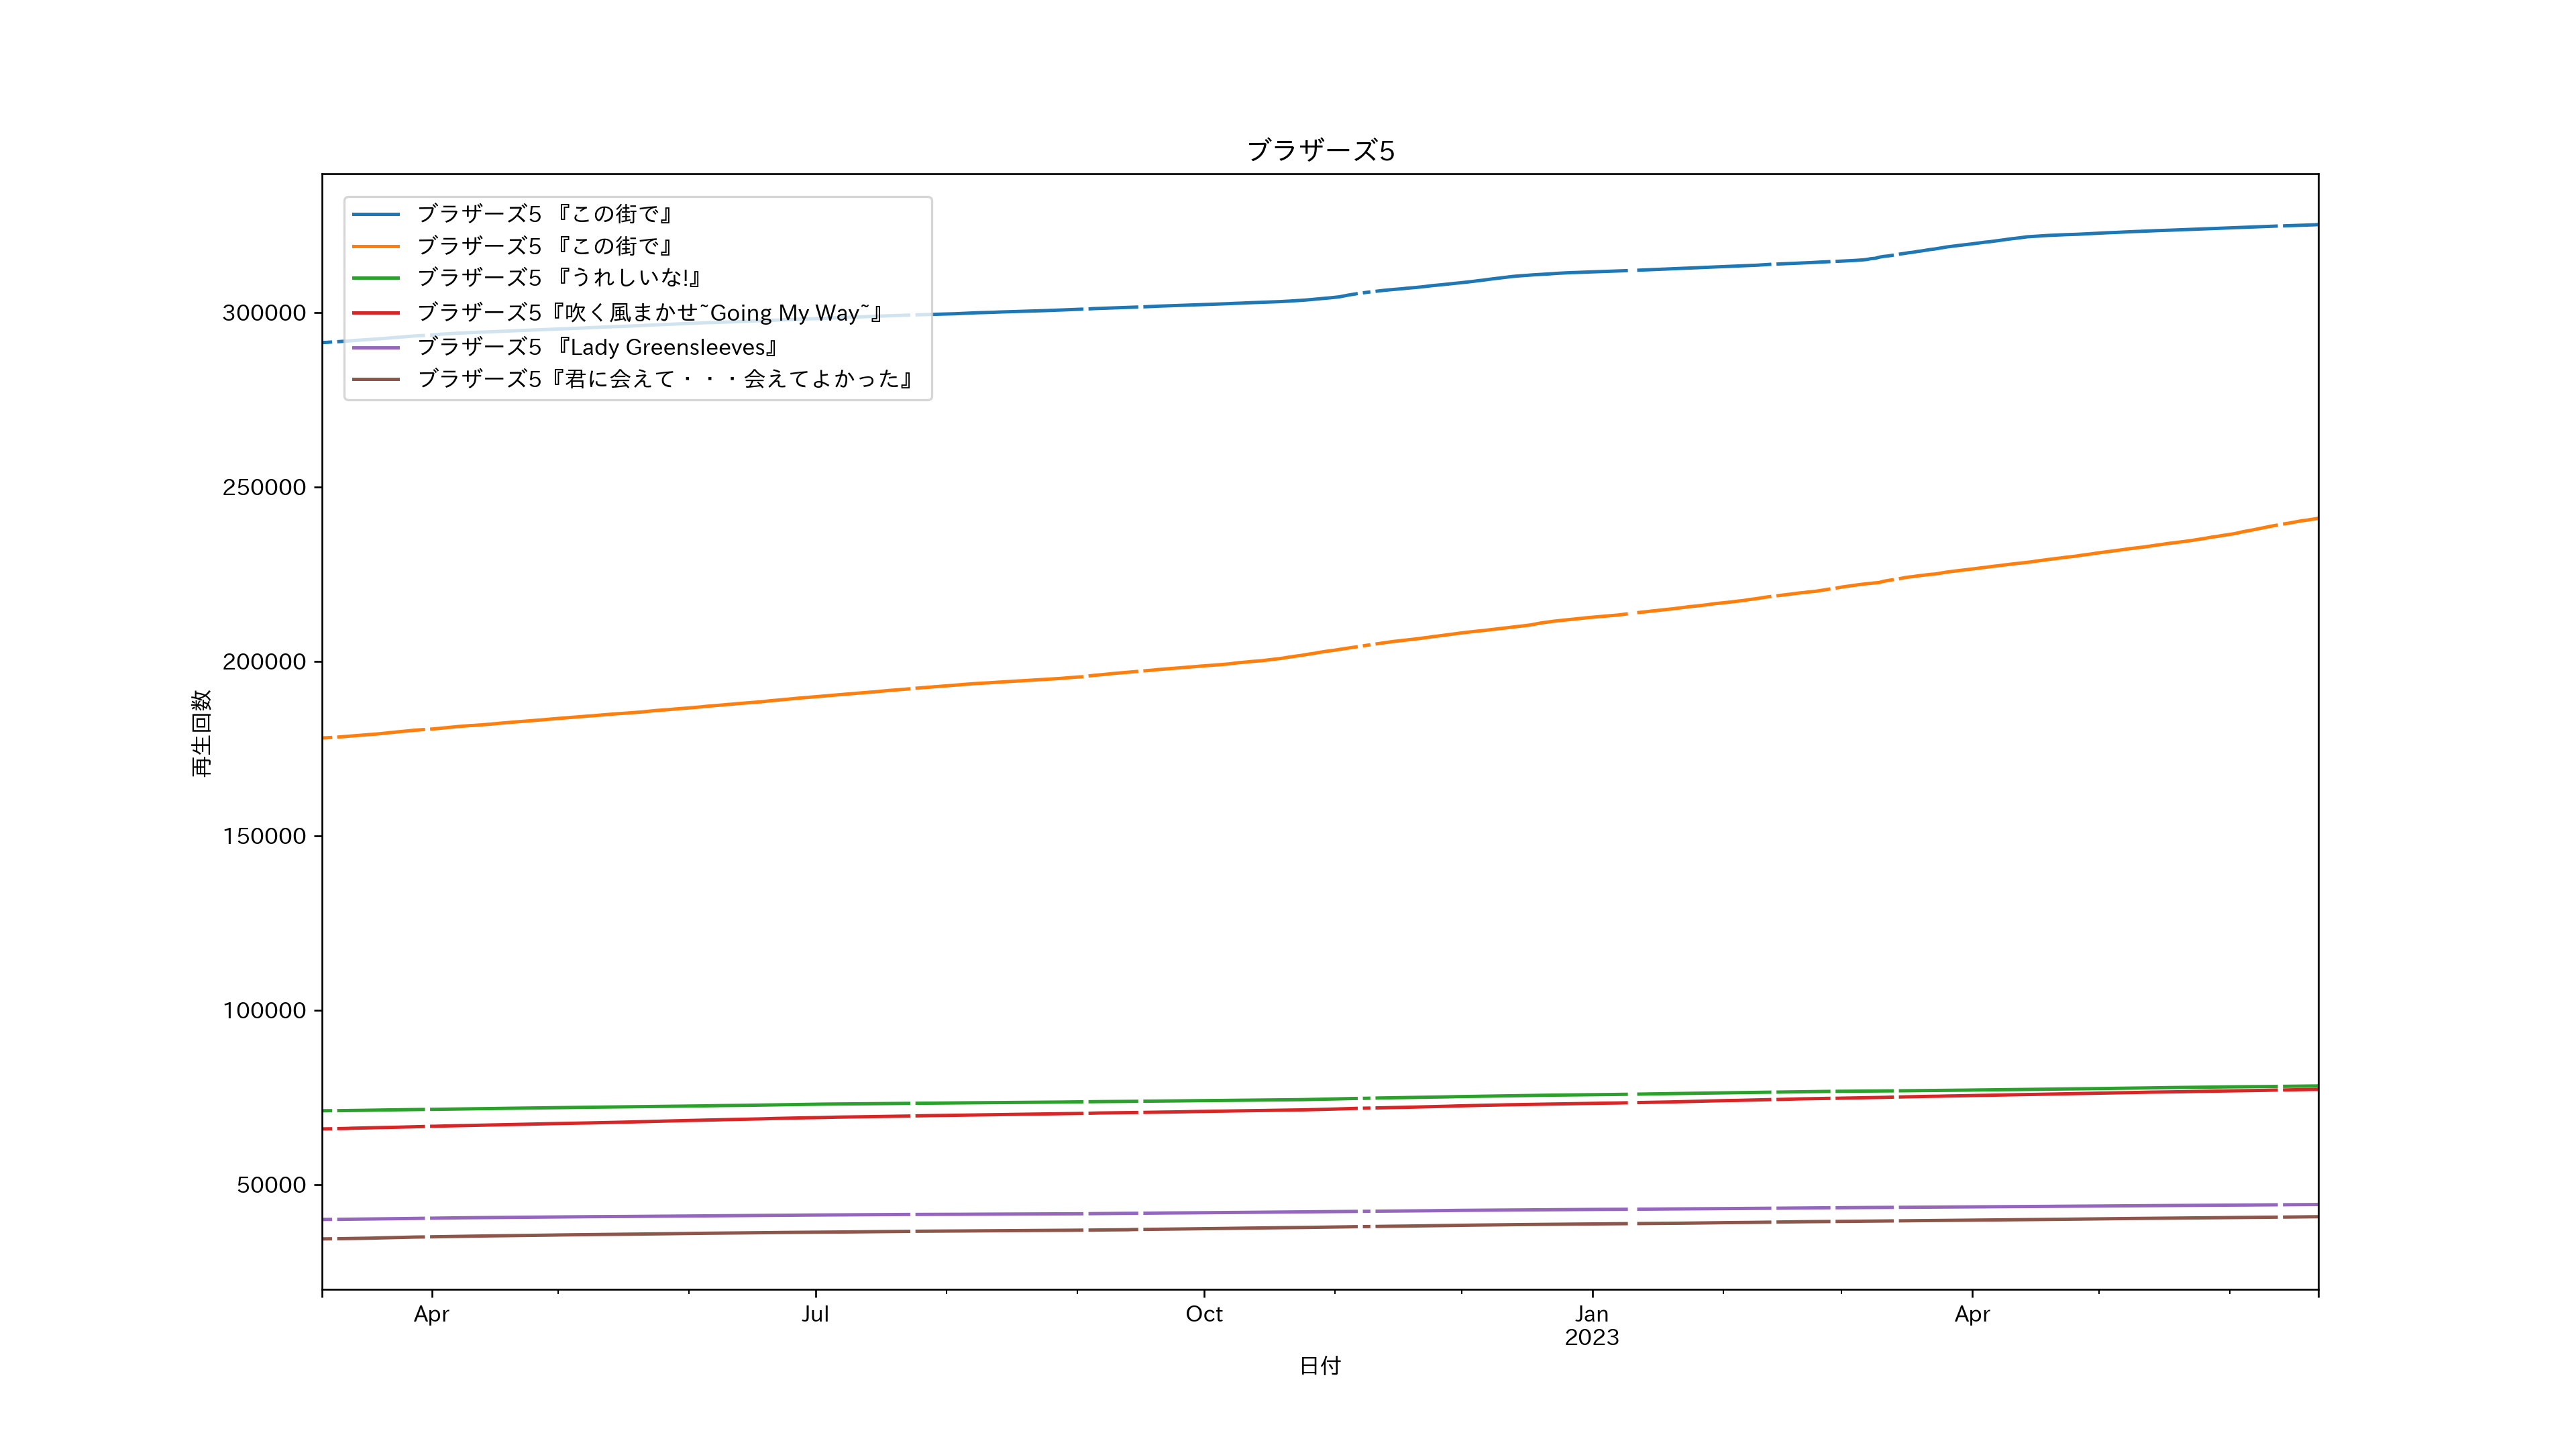 ブラザーズ5
ブラザーズ5 『この街で』
ブラザーズ5 『この街で』
ブラザーズ5 『うれしいな!』
ブラザーズ5『吹く風まかせ~Going My Way~』
ブラザーズ5 『Lady Greensleeves』
ブラザーズ5『君に会えて・・・会えてよかった』
300000
250000
200000
150000
100000
50000
再生回数
Apr
Jul
Oct
Jan
2023
Apr
日付